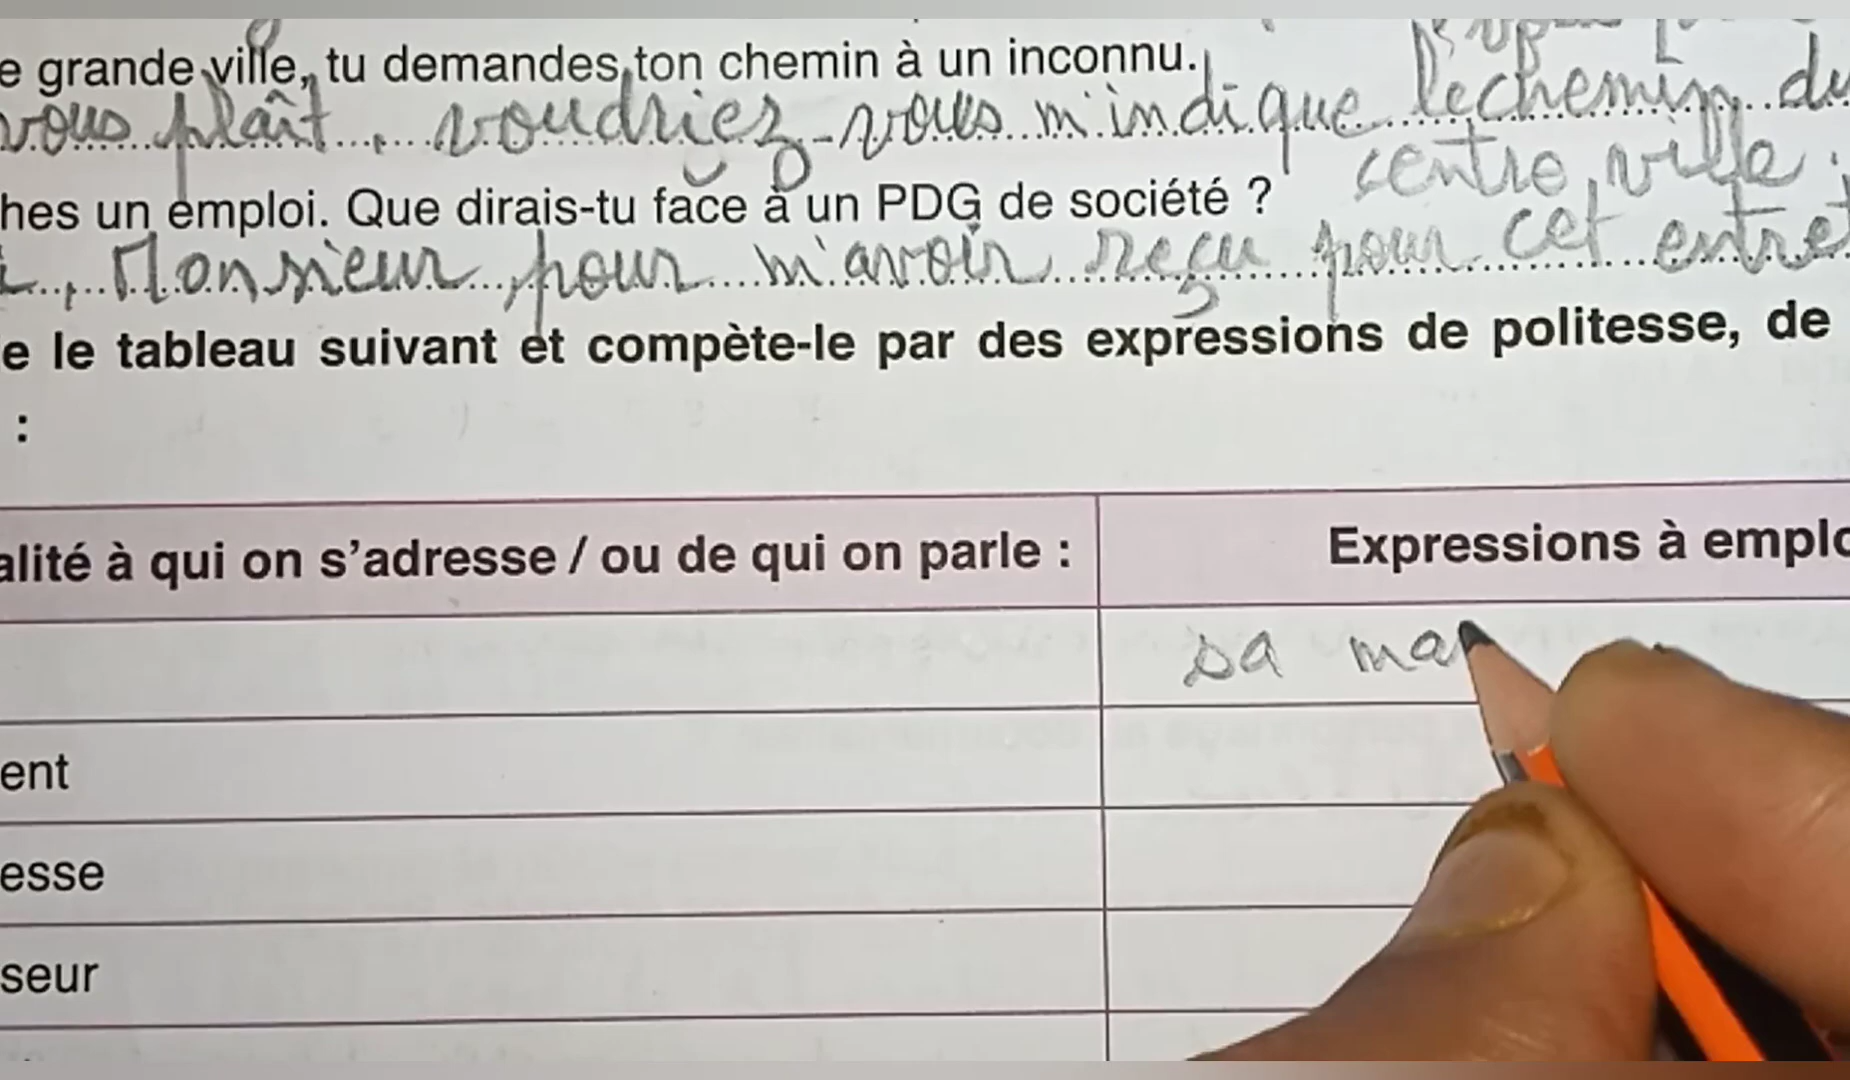 e grande ville, tu demandes ton chemin à un inconnu.
vous plaît, voudriez-vous m'indique le chemin du
centre, ville.
hes un emploi. Que dirais-tu face à un PDG de société ?
, Monsieur, pour m'avoir reçu pour cet entret
e le tableau suivant et compète-le par des expressions de politesse, de
:
alité à qui on s'adresse / ou de qui on parle :
Expressions à emplo
sa ma
ent
esse
seur